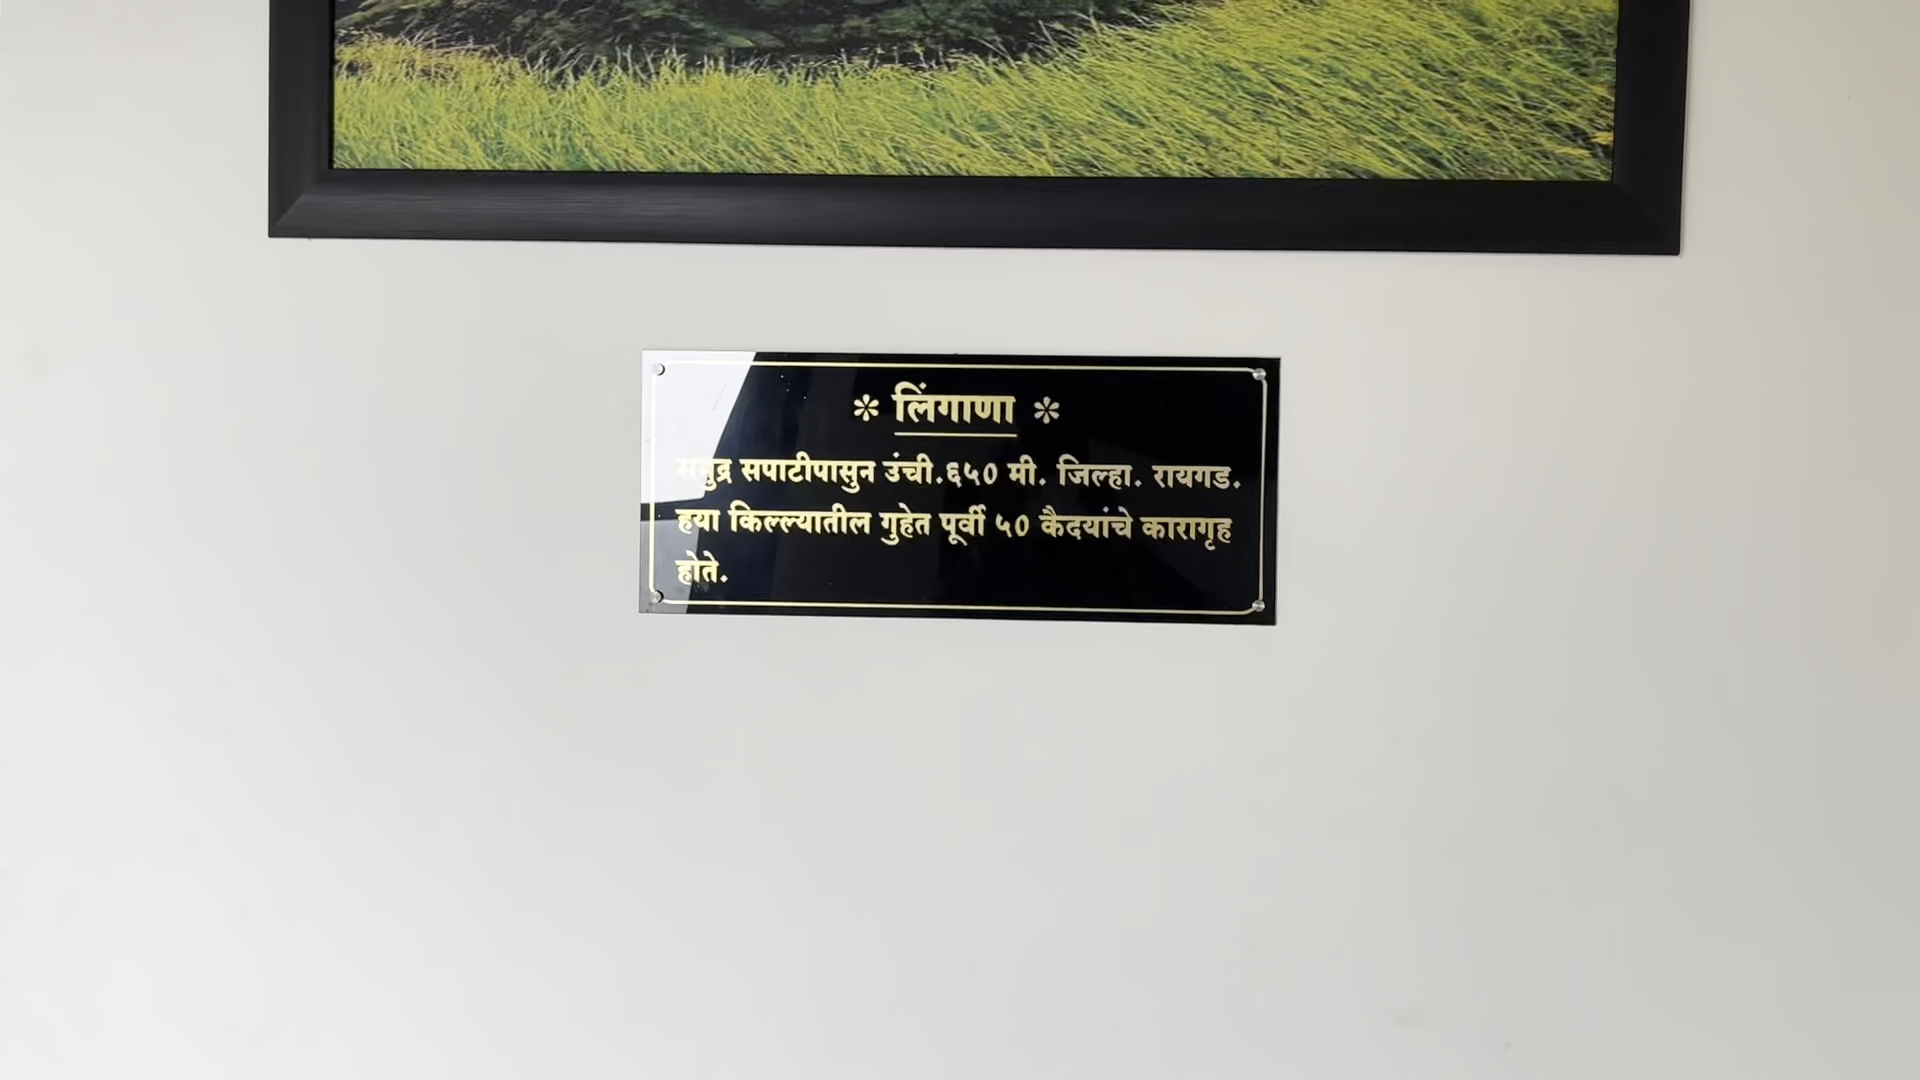 * लिंगाणा *
समुद्र सपाटीपासुन उंची.६५० मी. जिल्हा. रायगड.
हया किल्ल्यातील गुहेत पूर्वी ५० कैदयांचे कारागृह
होते.